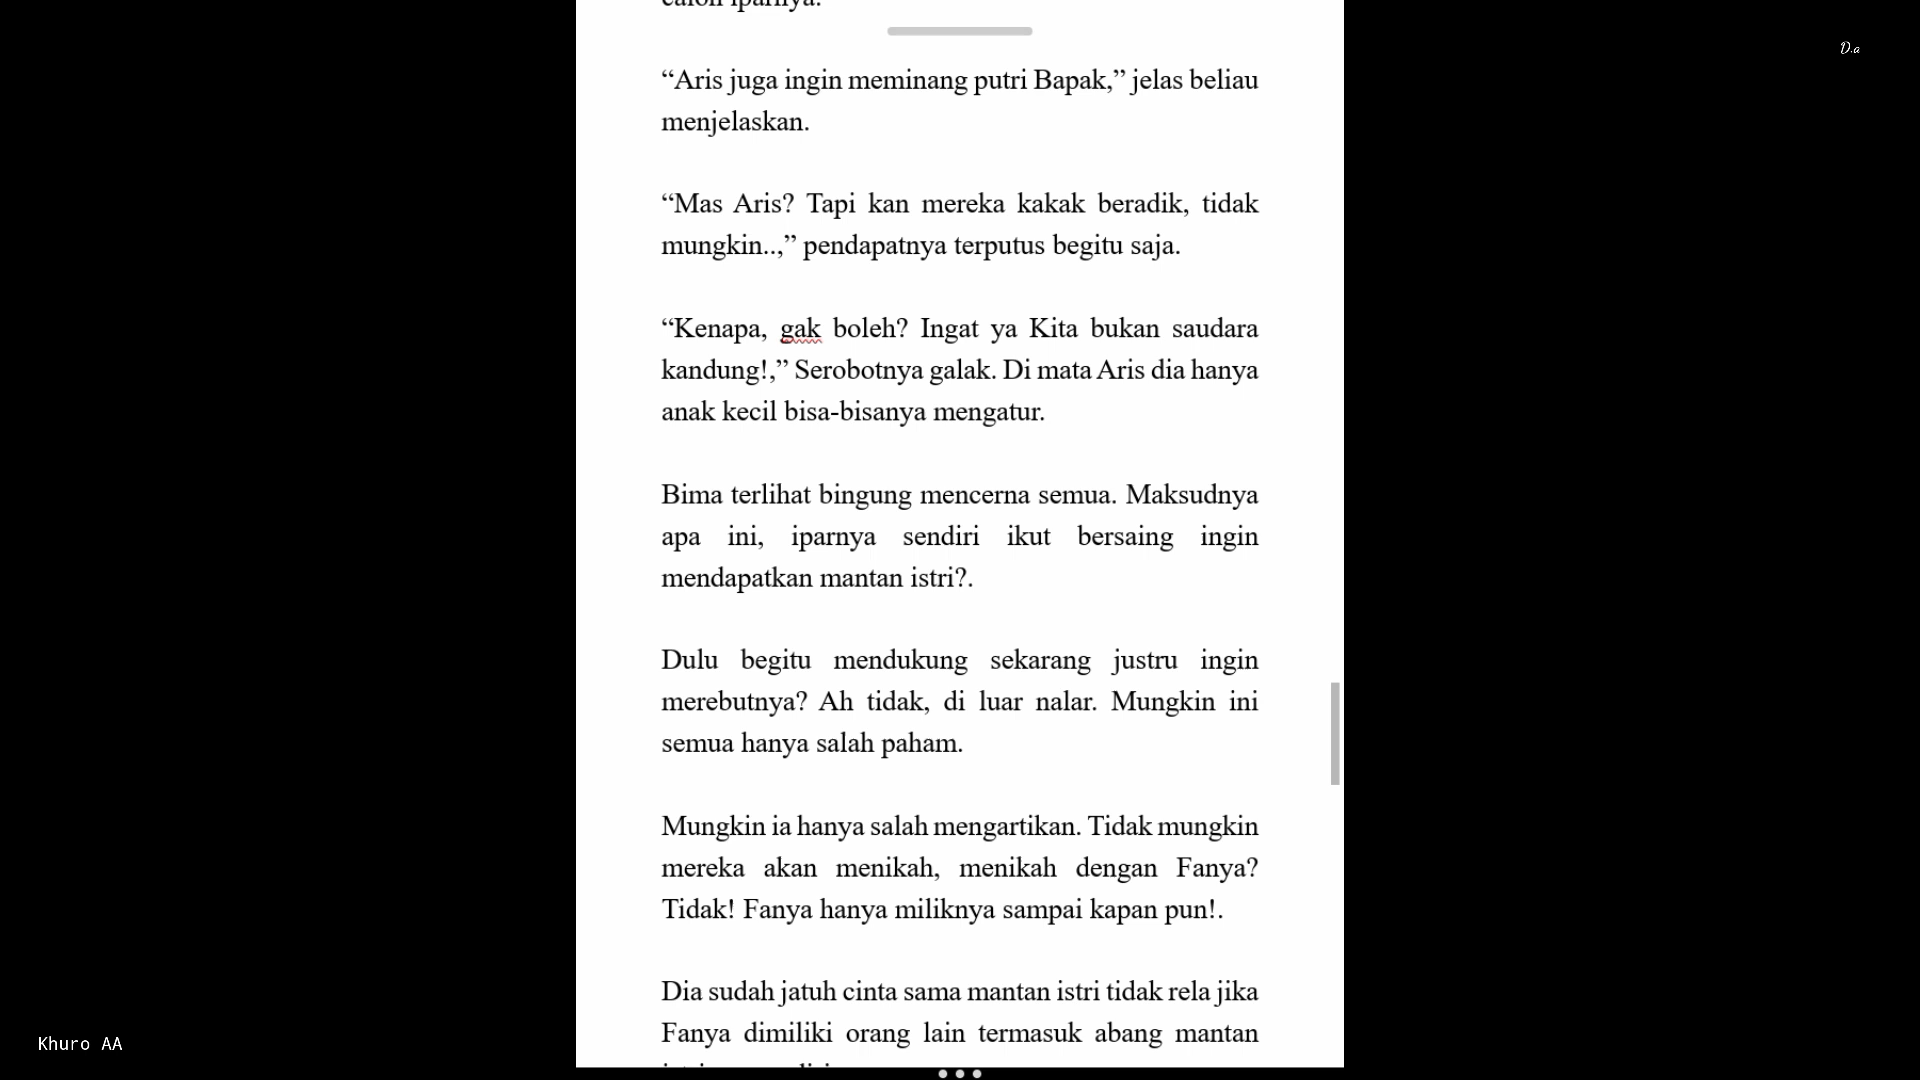 calon iparnya.
D.a
“Aris juga ingin meminang putri Bapak,” jelas beliau
menjelaskan.
“Mas Aris? Tapi kan mereka kakak beradik, tidak
mungkin..,” pendapatnya terputus begitu saja.
“Kenapa, gak boleh? Ingat ya Kita bukan saudara
kandung!,” Serobotnya galak. Di mata Aris dia hanya
anak kecil bisa-bisanya mengatur.
Bima terlihat bingung mencerna semua. Maksudnya
apa ini, iparnya sendiri ikut bersaing ingin
mendapatkan mantan istri?.
Dulu begitu mendukung sekarang justru ingin
merebutnya? Ah tidak, di luar nalar. Mungkin ini
semua hanya salah paham.
Mungkin ia hanya salah mengartikan. Tidak mungkin
mereka akan menikah, menikah dengan Fanya?
Tidak! Fanya hanya miliknya sampai kapan pun!.
Dia sudah jatuh cinta sama mantan istri tidak rela jika
Fanya dimiliki orang lain termasuk abang mantan
Khuro AA